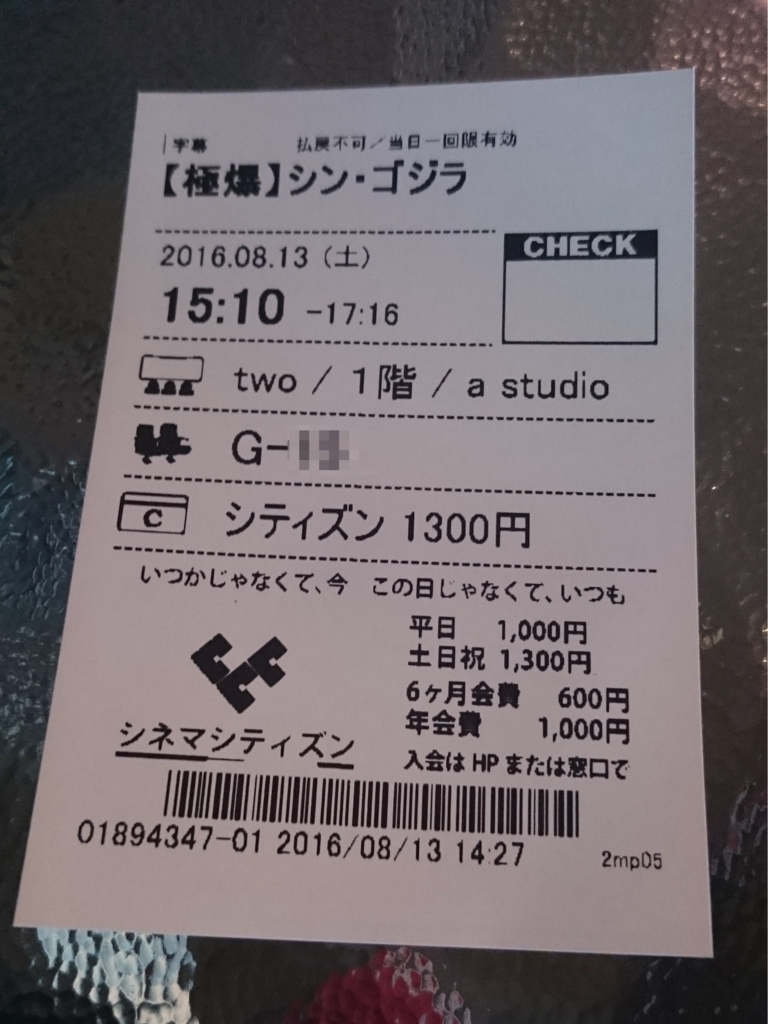 字幕 払戻不可／当日一回限有効
【極爆】シン・ゴジラ
2016.08.13（土）
CHECK
15:10 -17:16
two / 1階 / a studio
G-
C シティズン 1300円
いつかじゃなくて、今 この日じゃなくて、いつも
平日 1,000円
土日祝 1,300円
6ヶ月会費 600円
年会費 1,000円
シネマシティズン
入会は HP または窓口で
01894347-01 2016/08/13 14:27
2mp05